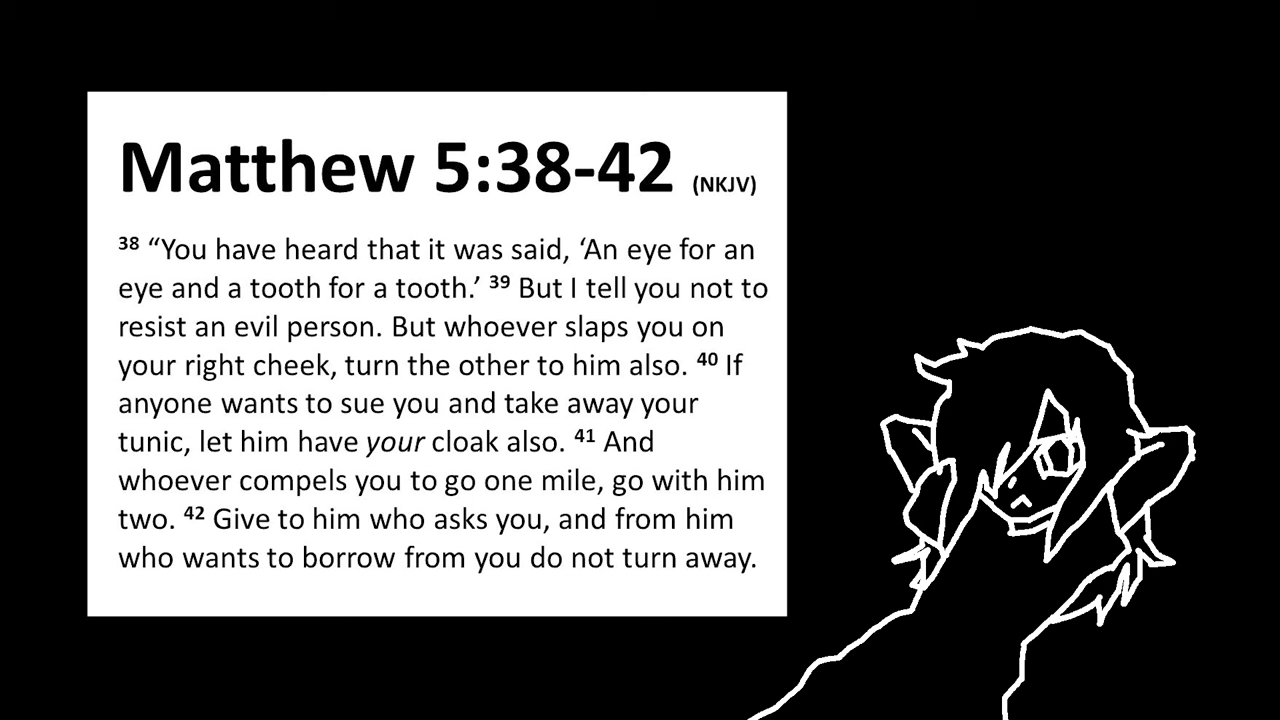 Matthew 5:38-42 (NKJV)
38 “You have heard that it was said, ‘An eye for an
eye and a tooth for a tooth.’ 39 But I tell you not to
resist an evil person. But whoever slaps you on
your right cheek, turn the other to him also. 40 If
anyone wants to sue you and take away your
tunic, let him have your cloak also. 41 And
whoever compels you to go one mile, go with him
two. 42 Give to him who asks you, and from him
who wants to borrow from you do not turn away.